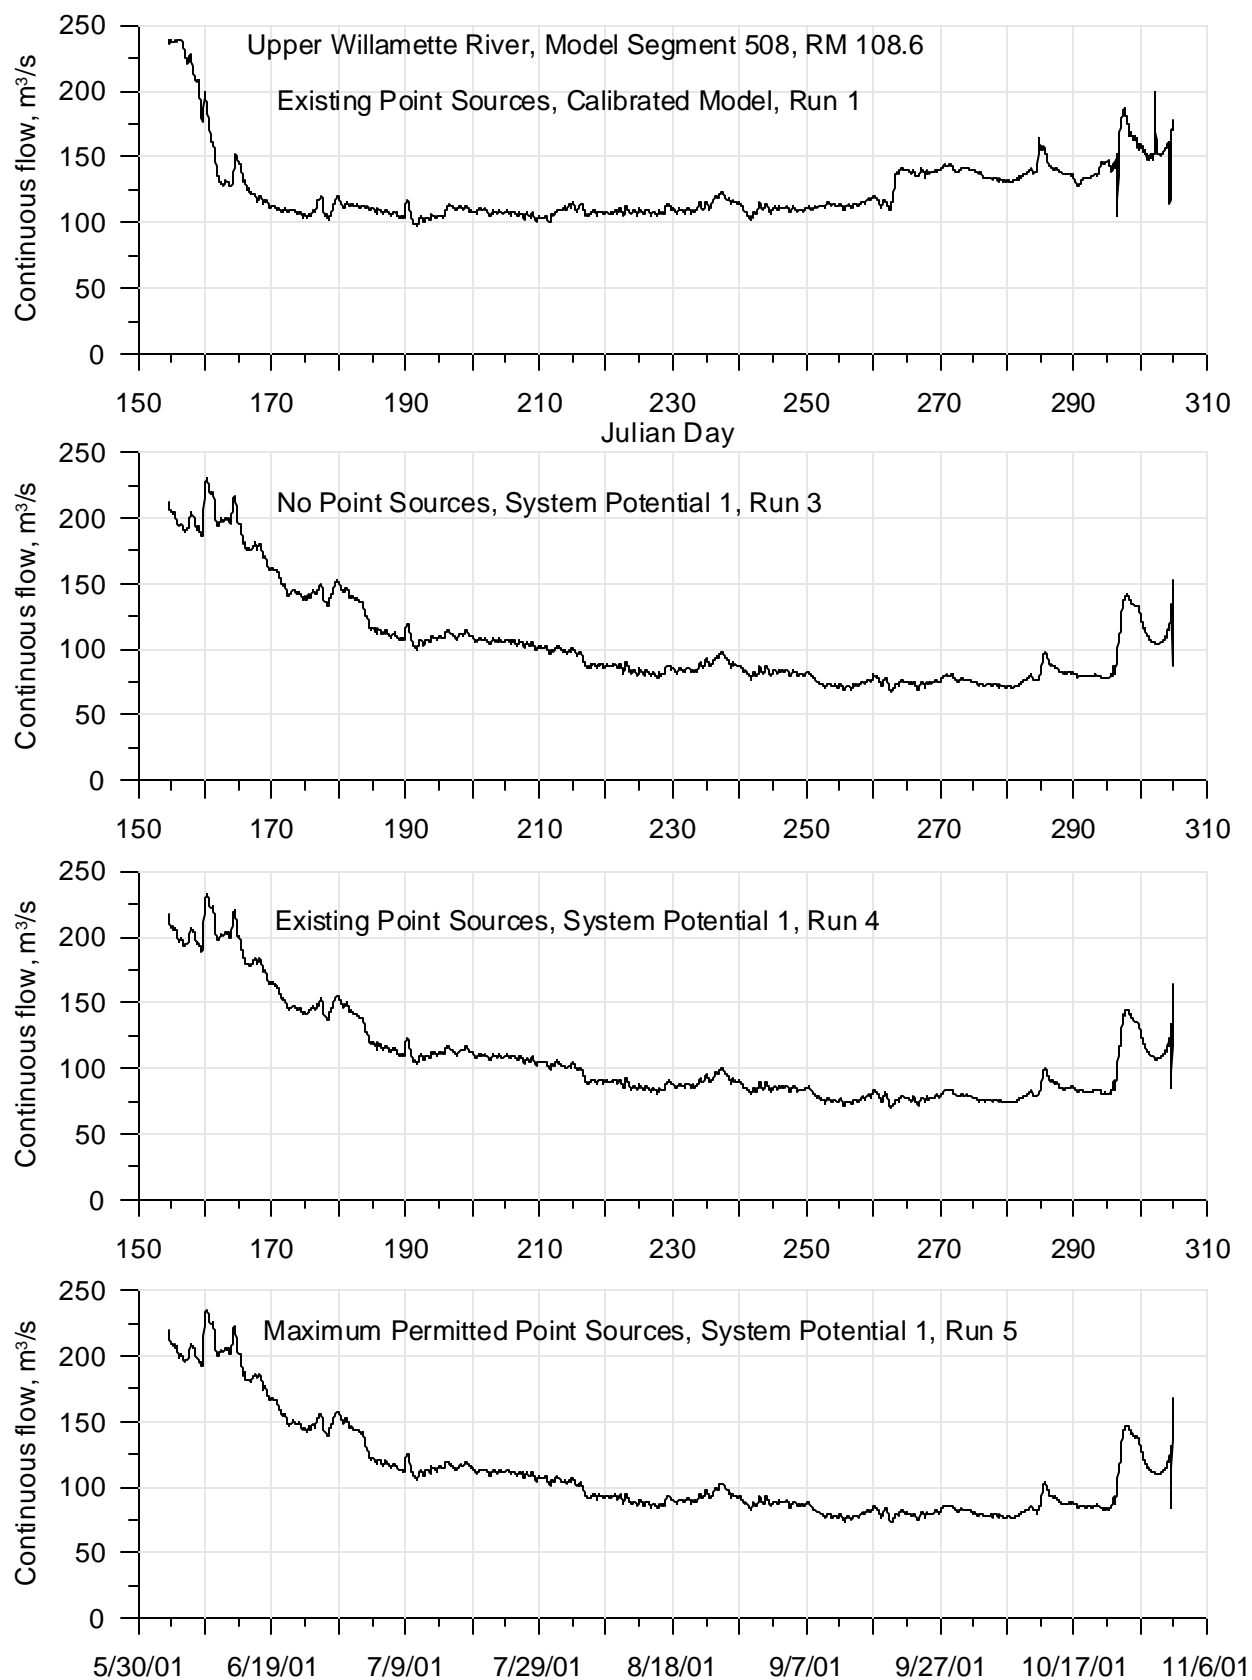 Upper Willamette River, Model Segment 508, RM 108.6
Existing Point Sources, Calibrated Model, Run 1
Continuous flow, m³/s
250
200
150
100
50
0
150 170 190 210 230 250 270 290 310
Julian Day
No Point Sources, System Potential 1, Run 3
Continuous flow, m³/s
250
200
150
100
50
0
150 170 190 210 230 250 270 290 310
Existing Point Sources, System Potential 1, Run 4
Continuous flow, m³/s
250
200
150
100
50
0
150 170 190 210 230 250 270 290 310
Maximum Permitted Point Sources, System Potential 1, Run 5
Continuous flow, m³/s
250
200
150
100
50
0
5/30/01 6/19/01 7/9/01 7/29/01 8/18/01 9/7/01 9/27/01 10/17/01 11/6/01